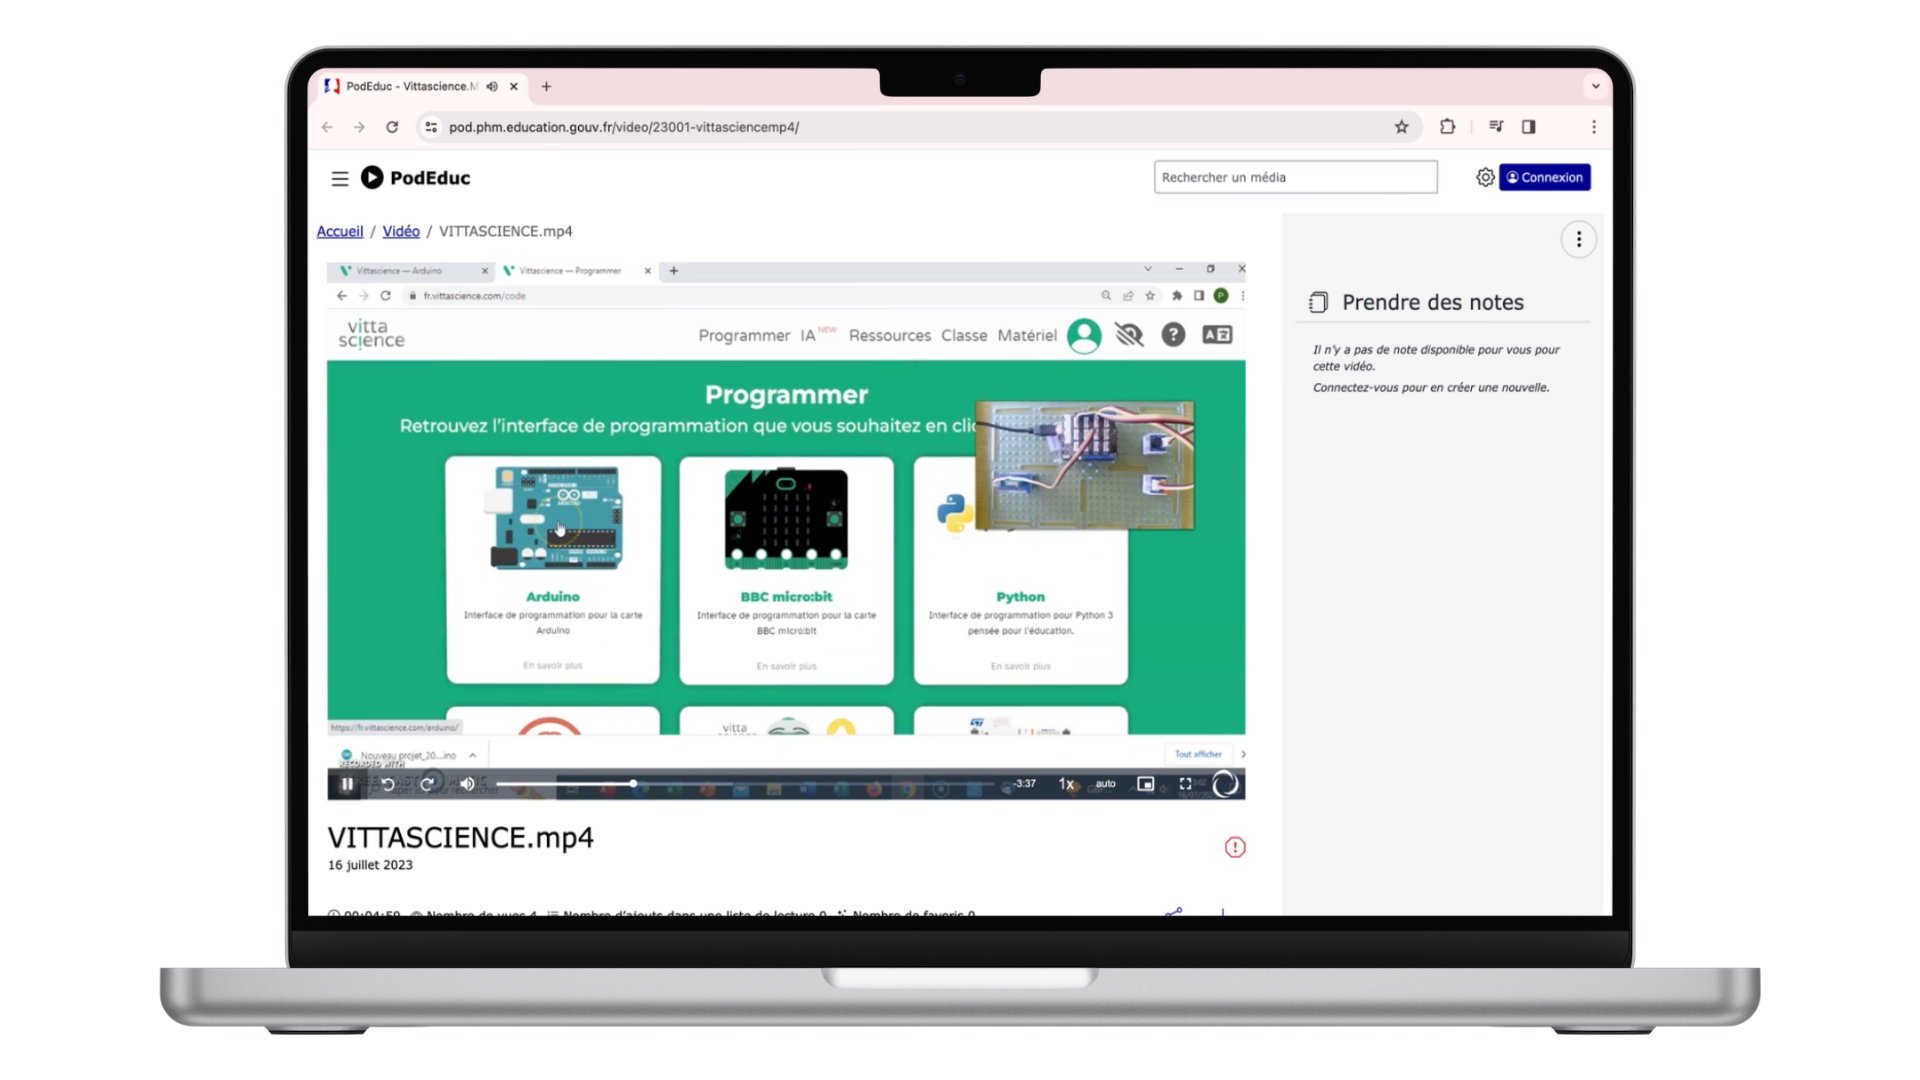 PodEduc - Vittascience.M
pod.phm.education.gouv.fr/video/23001-vittasciencemp4/
PodEduc
Rechercher un média
Connexion
Accueil / Vidéo / VITTASCIENCE.mp4
Vittascience — Arduino
Vittascience — Programmer
fr.vittascience.com/code
P
vitta
science
Programmer IA NEW Ressources Classe Matériel
Programmer
Retrouvez l'interface de programmation que vous souhaitez en clic
Arduino
Interface de programmation pour la carte
Arduino
En savoir plus
BBC micro:bit
Interface de programmation pour la carte
BBC micro:bit
En savoir plus
Python
Interface de programmation pour Python 3
pensée pour l'éducation.
En savoir plus
vitta
https://fr.vittascience.com/arduino/
Nouveau projet_20....ino
Tout afficher
RECORDED WITH
-3:37
1x
auto
VITTASCIENCE.mp4
16 juillet 2023
00:04:59 Nombre de vues 4 Nombre d'ajouts dans une liste de lecture 0 Nombre de favoris 0
Prendre des notes
Il n'y a pas de note disponible pour vous pour
cette vidéo.
Connectez-vous pour en créer une nouvelle.